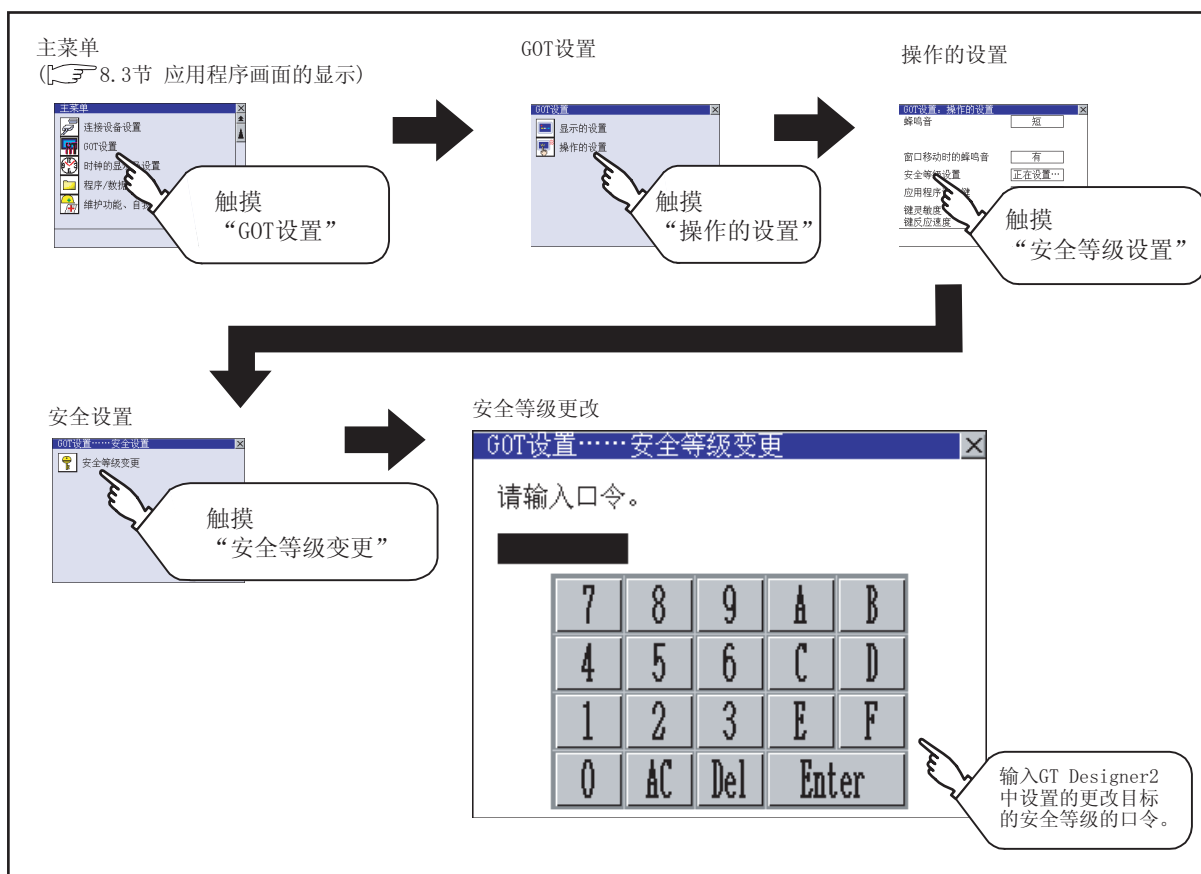 主菜单
(8.3节 应用程序画面的显示)
主菜单
连接设备设置
GOT设置
时钟的显示 设置
程序/数据
维护功能、自我
触摸
“GOT设置”
GOT设置
GOT设置
显示的设置
操作的设置
触摸
“操作的设置”
操作的设置
GOT设置：操作的设置
蜂鸣音 短
窗口移动时的蜂鸣音 有
安全等级设置 正在设置…
应用程序 键
键灵敏度
键反应速度
触摸
“安全等级设置”
安全设置
GOT设置……安全设置
安全等级变更
触摸
“安全等级变更”
安全等级更改
GOT设置……安全等级变更
请输入口令。
7 8 9 A B
4 5 6 C D
1 2 3 E F
0 AC Del Enter
输入GT Designer2
中设置的更改目标
的安全等级的口令。